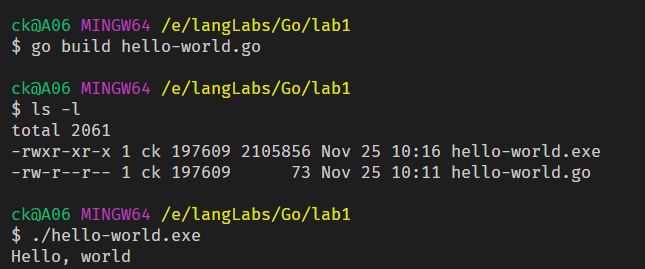 ck@A06 MINGW64 /e/langLabs/Go/lab1
$ go build hello-world.go
ck@A06 MINGW64 /e/langLabs/Go/lab1
$ ls -l
total 2061
-rwxr-xr-x 1 ck 197609 2105856 Nov 25 10:16 hello-world.exe
-rw-r--r-- 1 ck 197609      73 Nov 25 10:11 hello-world.go
ck@A06 MINGW64 /e/langLabs/Go/lab1
$ ./hello-world.exe
Hello, world